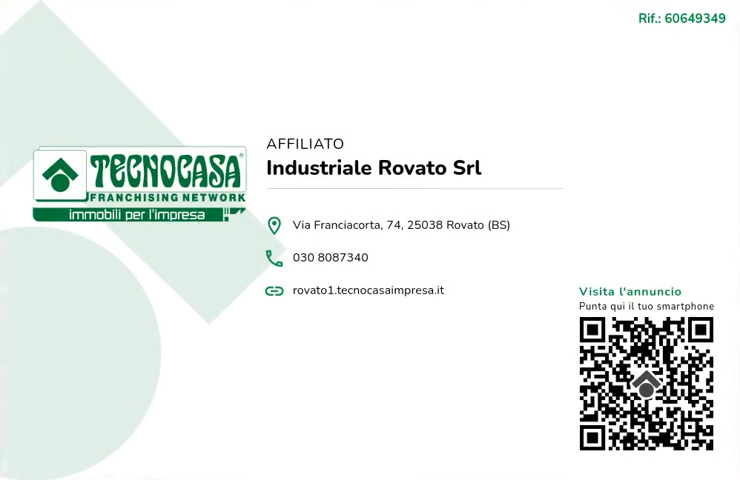 Rif.: 60649349
AFFILIATO
Industriale Rovato Srl
TECNOCASA®
FRANCHISING NETWORK
immobili per l'impresa
Via Franciacorta, 74, 25038 Rovato (BS)
030 8087340
rovato1.tecnocasaimpresa.it
Visita l'annuncio
Punta qui il tuo smartphone